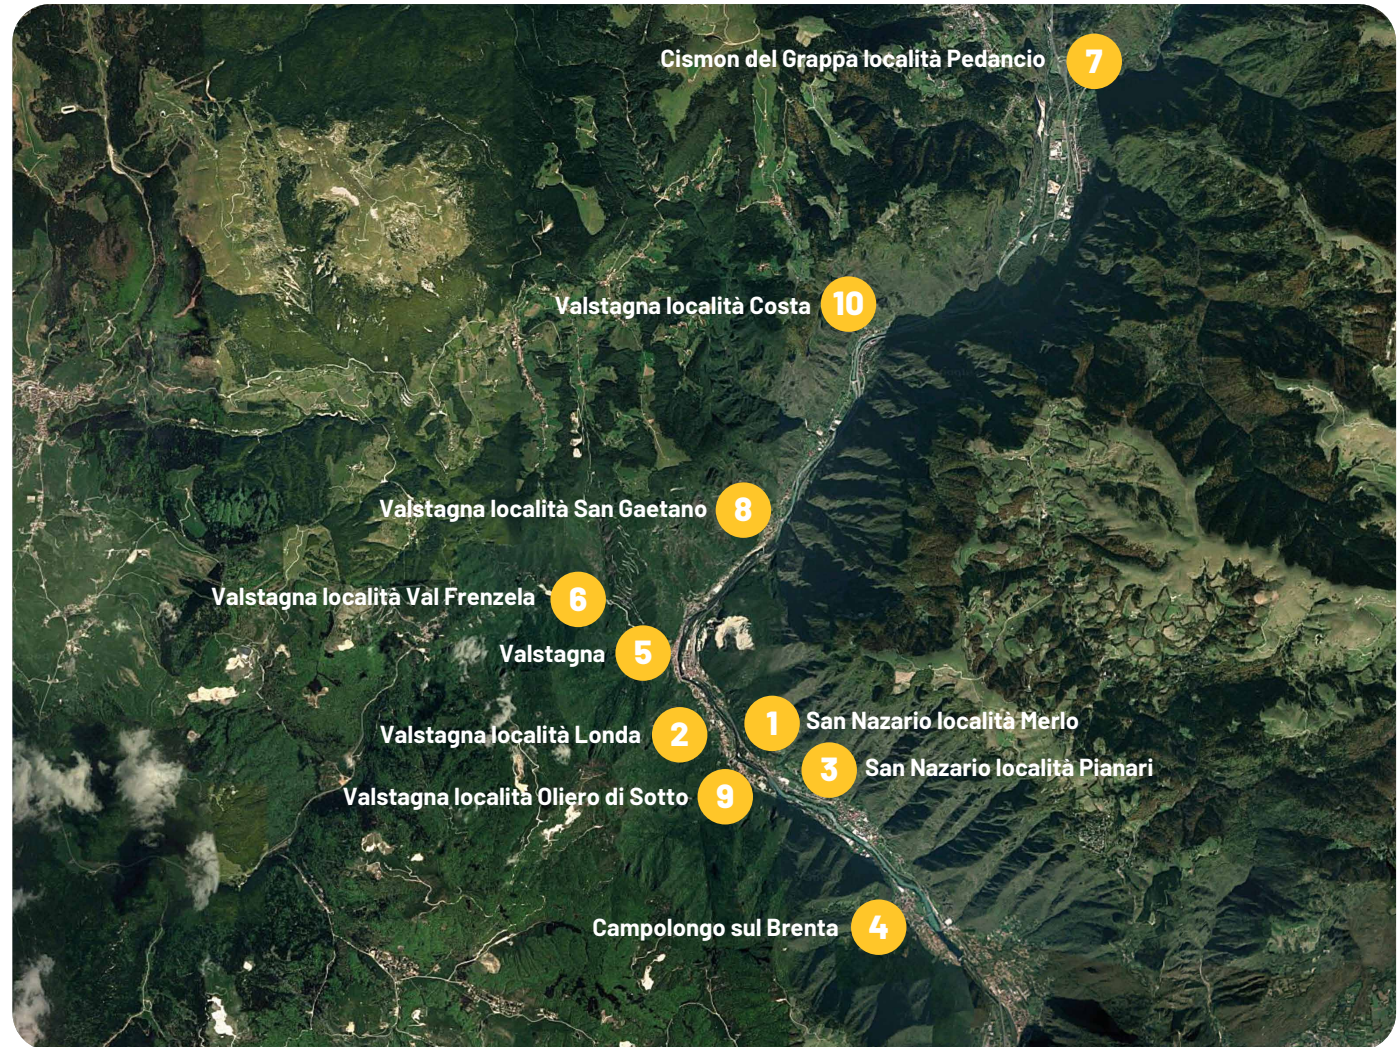 Cismon del Grappa località Pedancio 7
Valstagna località Costa 10
Valstagna località San Gaetano 8
Valstagna località Val Frenzela 6
Valstagna 5
1 San Nazario località Merlo
Valstagna località Londa 2
3 San Nazario località Pianari
Valstagna località Oliero di Sotto 9
Campolongo sul Brenta 4